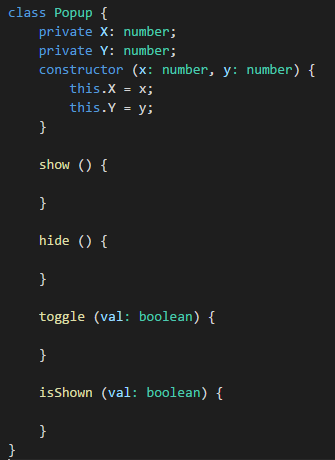 class Popup {
    private X: number;
    private Y: number;
    constructor (x: number, y: number) {
        this.X = x;
        this.Y = y;
    }

    show () {

    }

    hide () {

    }

    toggle (val: boolean) {

    }

    isShown (val: boolean) {

    }
}